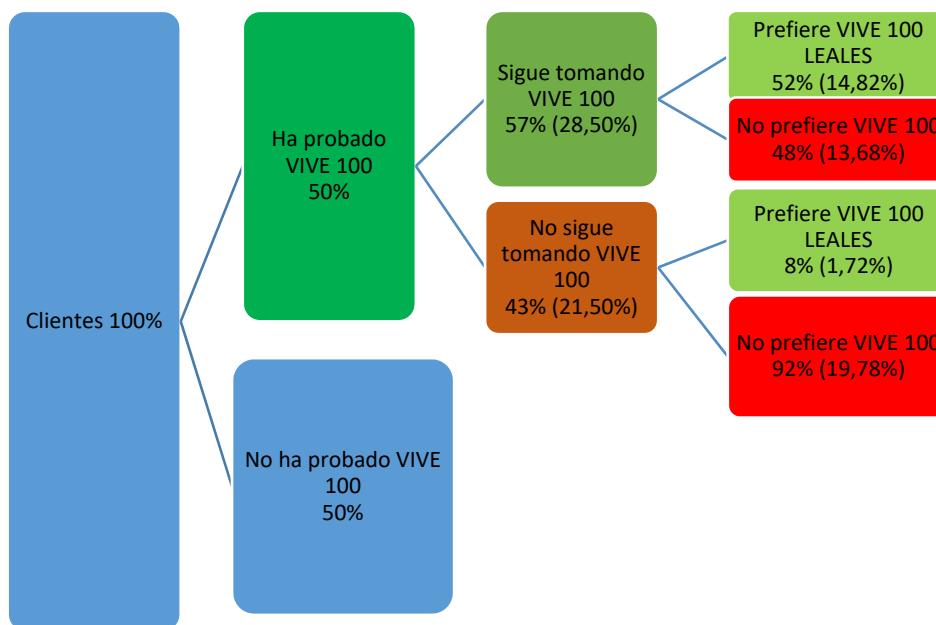 Clientes 100%
Ha probado
VIVE 100
50%
No ha probado VIVE
100
50%
Sigue tomando
VIVE 100
57% (28,50%)
No sigue
tomando VIVE
100
43% (21,50%)
Prefiere VIVE 100
LEALES
52% (14,82%)
No prefiere VIVE 100
48% (13,68%)
Prefiere VIVE 100
LEALES
8% (1,72%)
No prefiere VIVE 100
92% (19,78%)